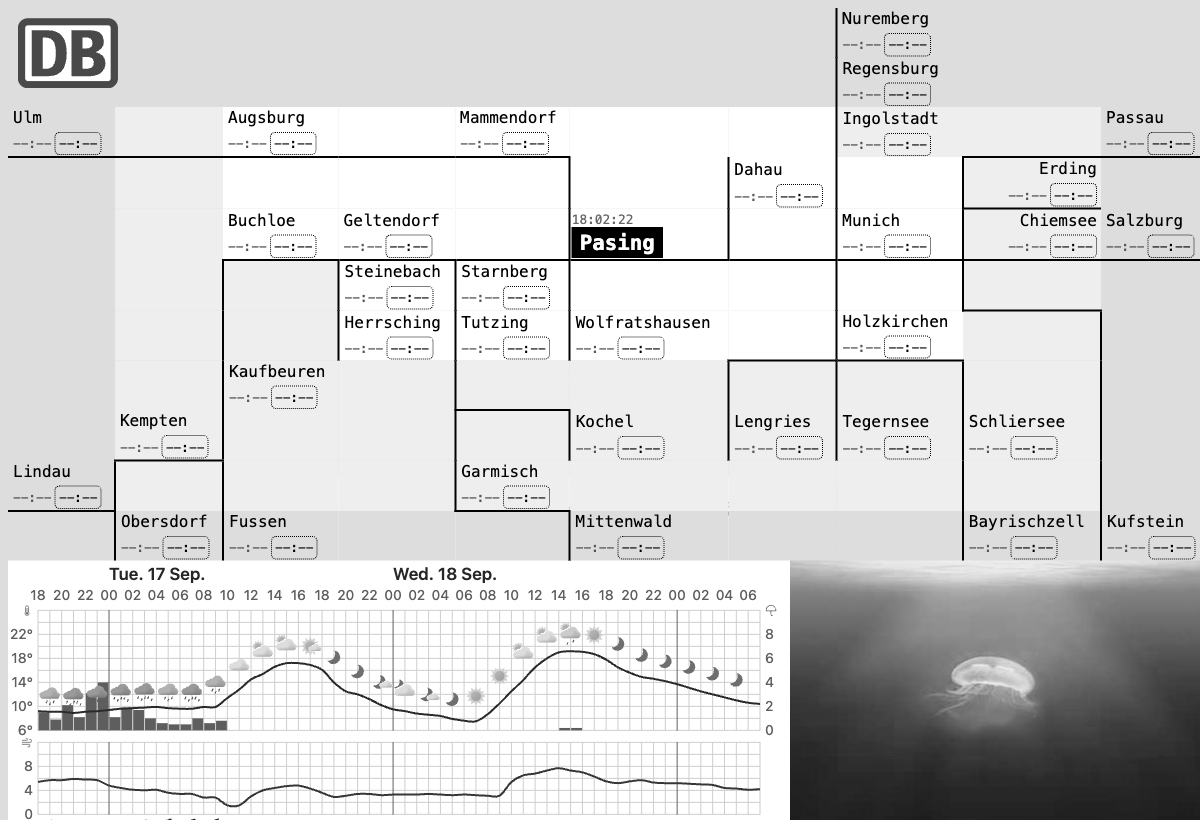 DB
Nuremberg
--:-- --:--
Regensburg
--:-- --:--
Ulm
--:-- --:--
Augsburg
--:-- --:--
Mammendorf
--:-- --:--
Ingolstadt
--:-- --:--
Passau
--:-- --:--
Dahau
--:-- --:--
Erding
--:-- --:--
Buchloe
--:-- --:--
Geltendorf
--:-- --:--
18:02:22
Pasing
Munich
--:-- --:--
Chiemsee
--:-- --:--
Salzburg
--:-- --:--
Steinebach
--:-- --:--
Starnberg
--:-- --:--
Herrsching
--:-- --:--
Tutzing
--:-- --:--
Wolfratshausen
--:-- --:--
Holzkirchen
--:-- --:--
Kaufbeuren
--:-- --:--
Kempten
--:-- --:--
Kochel
--:-- --:--
Lengries
--:-- --:--
Tegernsee
--:-- --:--
Schliersee
--:-- --:--
Lindau
--:-- --:--
Garmisch
--:-- --:--
Obersdorf
--:-- --:--
Fussen
--:-- --:--
Mittenwald
--:-- --:--
Bayrischzell
--:-- --:--
Kufstein
--:-- --:--
Tue. 17 Sep. Wed. 18 Sep.
18 20 22 00 02 04 06 08 10 12 14 16 18 20 22 00 02 04 06 08 10 12 14 16 18 20 22 00 02 04 06
22° 8
18° 6
14° 4
10° 2
6° 0
8
4
0